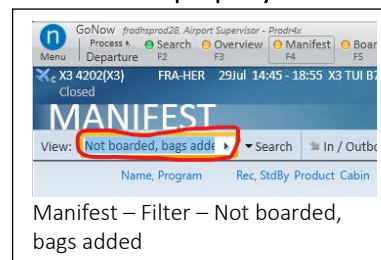 GoNow fradhsprod28, Airport Supervisor - Prodr4x
Process Search Overview Manifest Boar
Menu Departure F2 F3 F4 F5
X3 4202(X3) FRA-HER 29Jul 14:45 - 18:55 X3 TUI B7
Closed
MANIFEST
View: Not boarded, bags adde Search In / Outbo
Name, Program Rec, StdBy Product Cabin
Manifest – Filter – Not boarded,
bags added